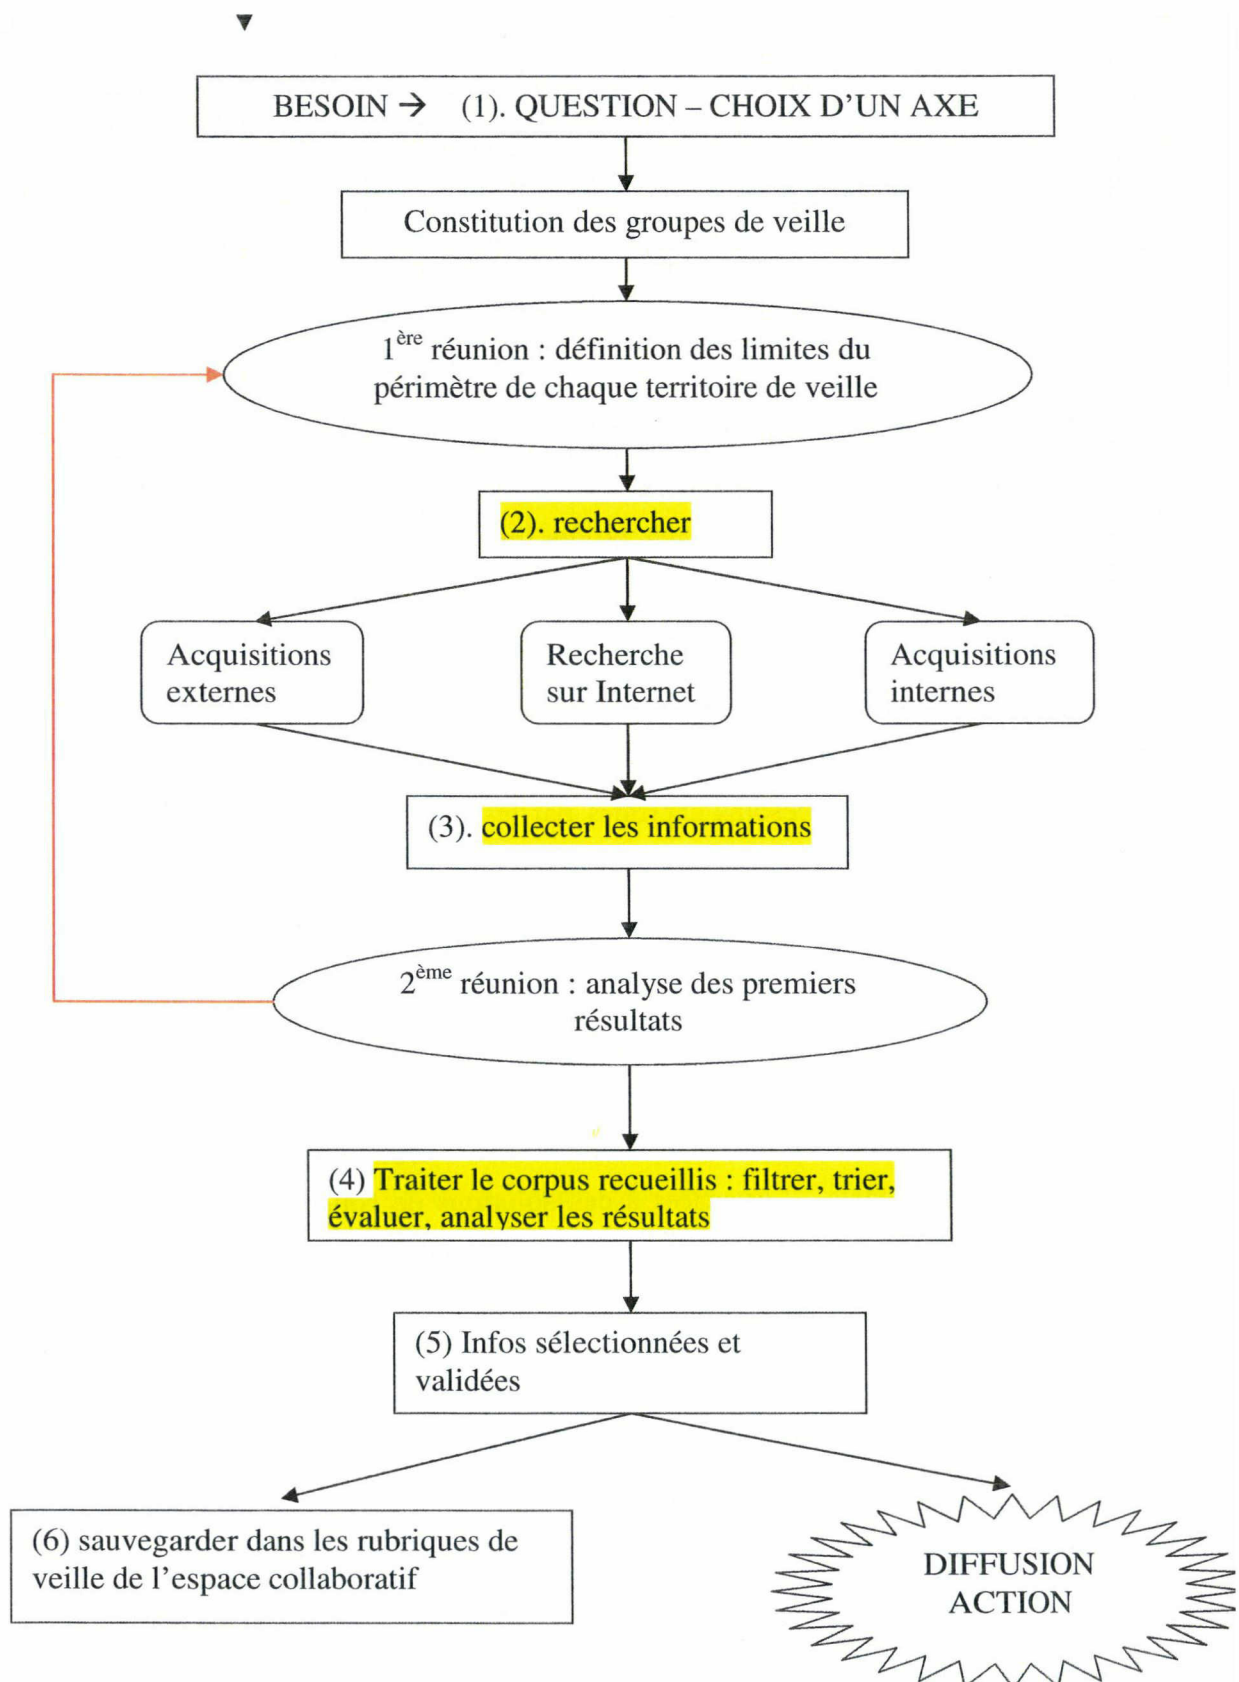 BESOIN → (1). QUESTION – CHOIX D'UN AXE
Constitution des groupes de veille
1ère réunion : définition des limites du
périmètre de chaque territoire de veille
(2). rechercher
Acquisitions
externes
Recherche
sur Internet
Acquisitions
internes
(3). collecter les informations
2ème réunion : analyse des premiers
résultats
(4) Traiter le corpus recueillis : filtrer, trier,
évaluer, analyser les résultats
(5) Infos sélectionnées et
validées
(6) sauvegarder dans les rubriques de
veille de l'espace collaboratif
DIFFUSION
ACTION